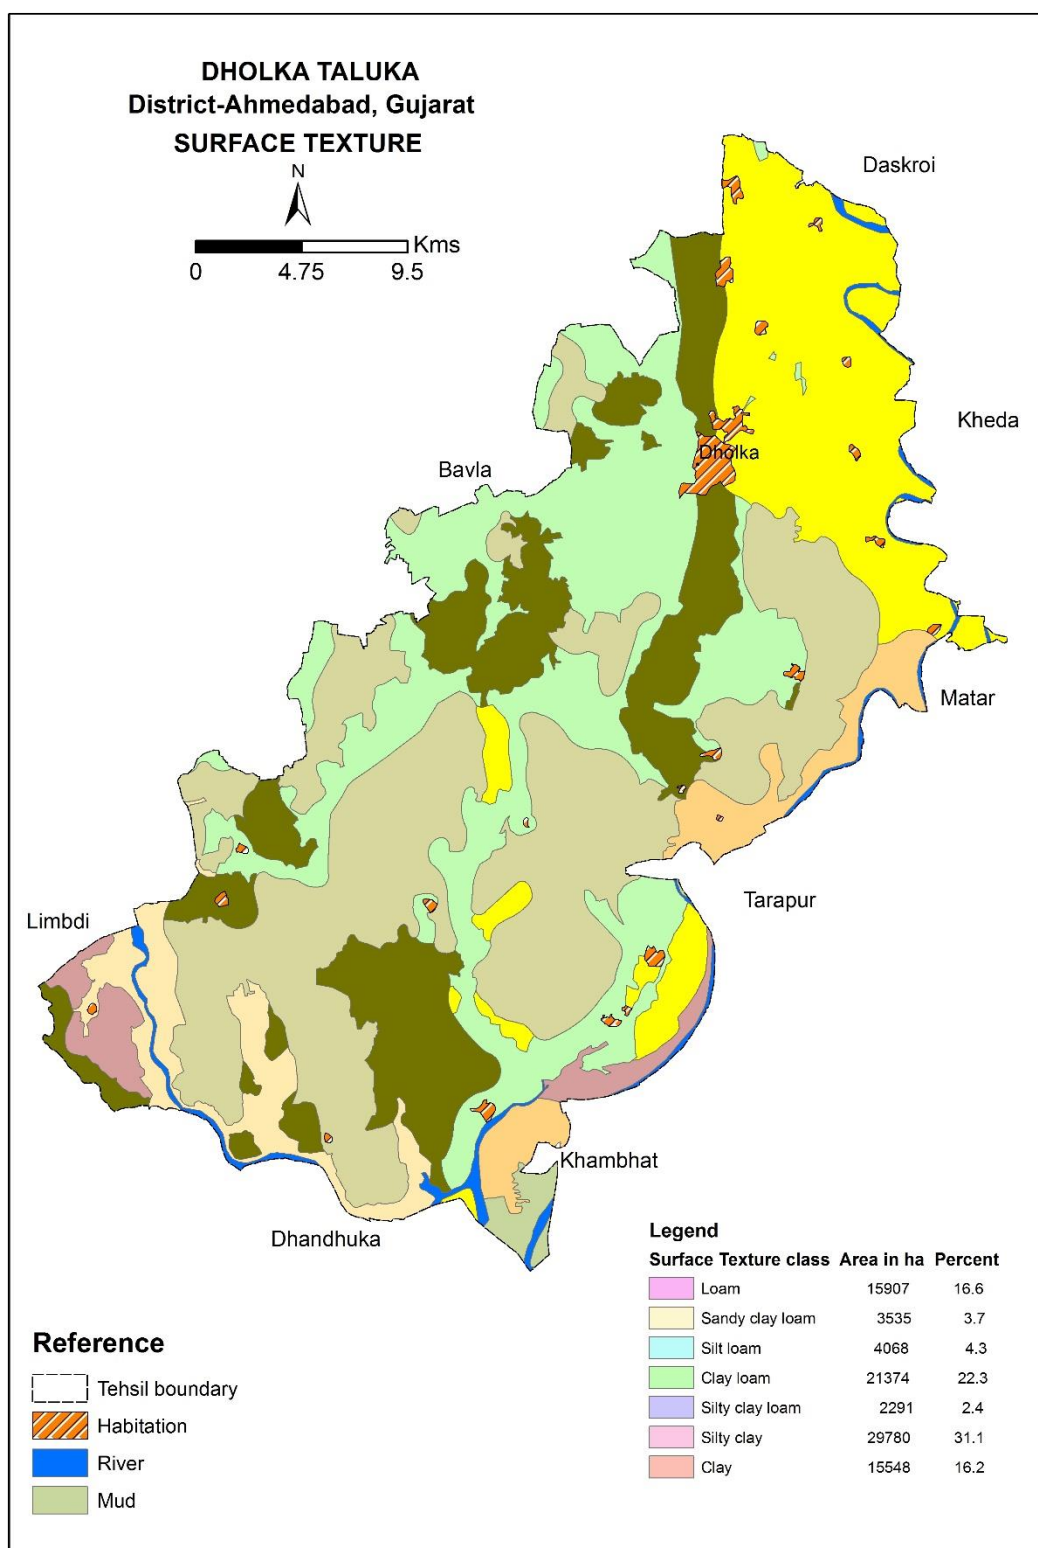 DHOLKA TALUKA
District-Ahmedabad, Gujarat
SURFACE TEXTURE
N
Kms
0 4.75 9.5
Daskroi
Kheda
Bavla
Dholka
Matar
Tarapur
Limbdi
Khambhat
Dhandhuka
Legend
Surface Texture class Area in ha Percent
Loam 15907 16.6
Sandy clay loam 3535 3.7
Silt loam 4068 4.3
Clay loam 21374 22.3
Silty clay loam 2291 2.4
Silty clay 29780 31.1
Clay 15548 16.2
Reference
Tehsil boundary
Habitation
River
Mud